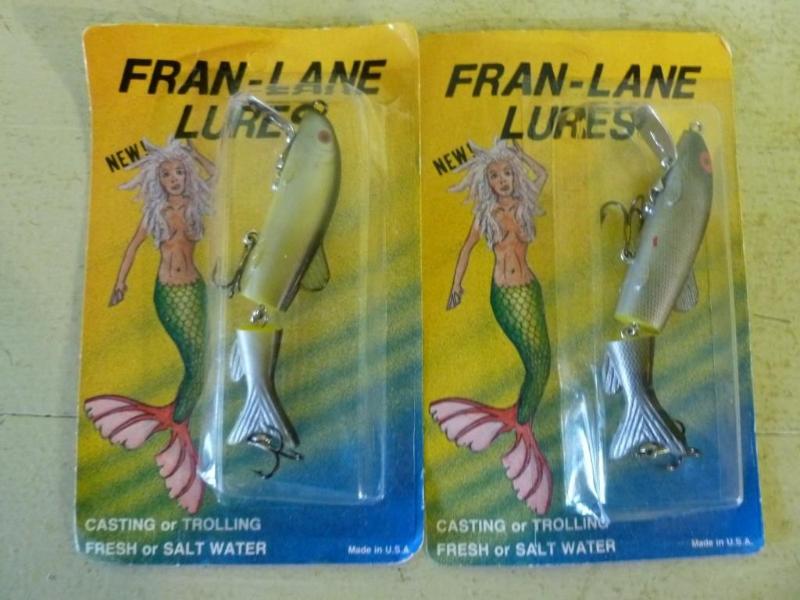 FRAN-LANE
LURES
NEW!
CASTING or TROLLING
FRESH or SALT WATER
Made in U.S.A.
FRAN-LANE
LURES
NEW!
CASTING or TROLLING
FRESH or SALT WATER
Made in U.S.A.